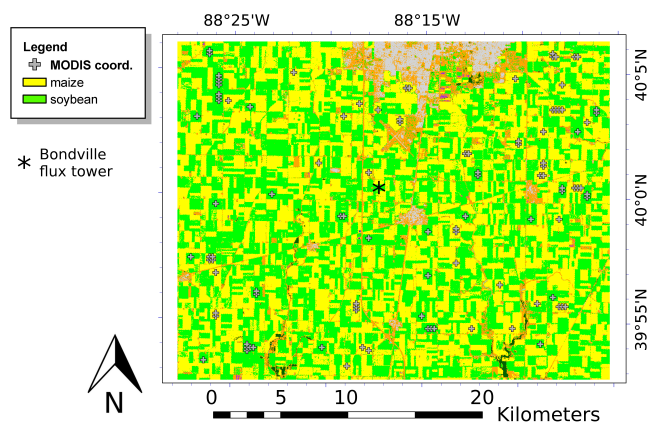 88°25'W 88°15'W
Legend
MODIS coord.
maize
soybean
Bondville
flux tower
40°5'N
40°0'N
39°55'N
N
0 5 10 20
Kilometers